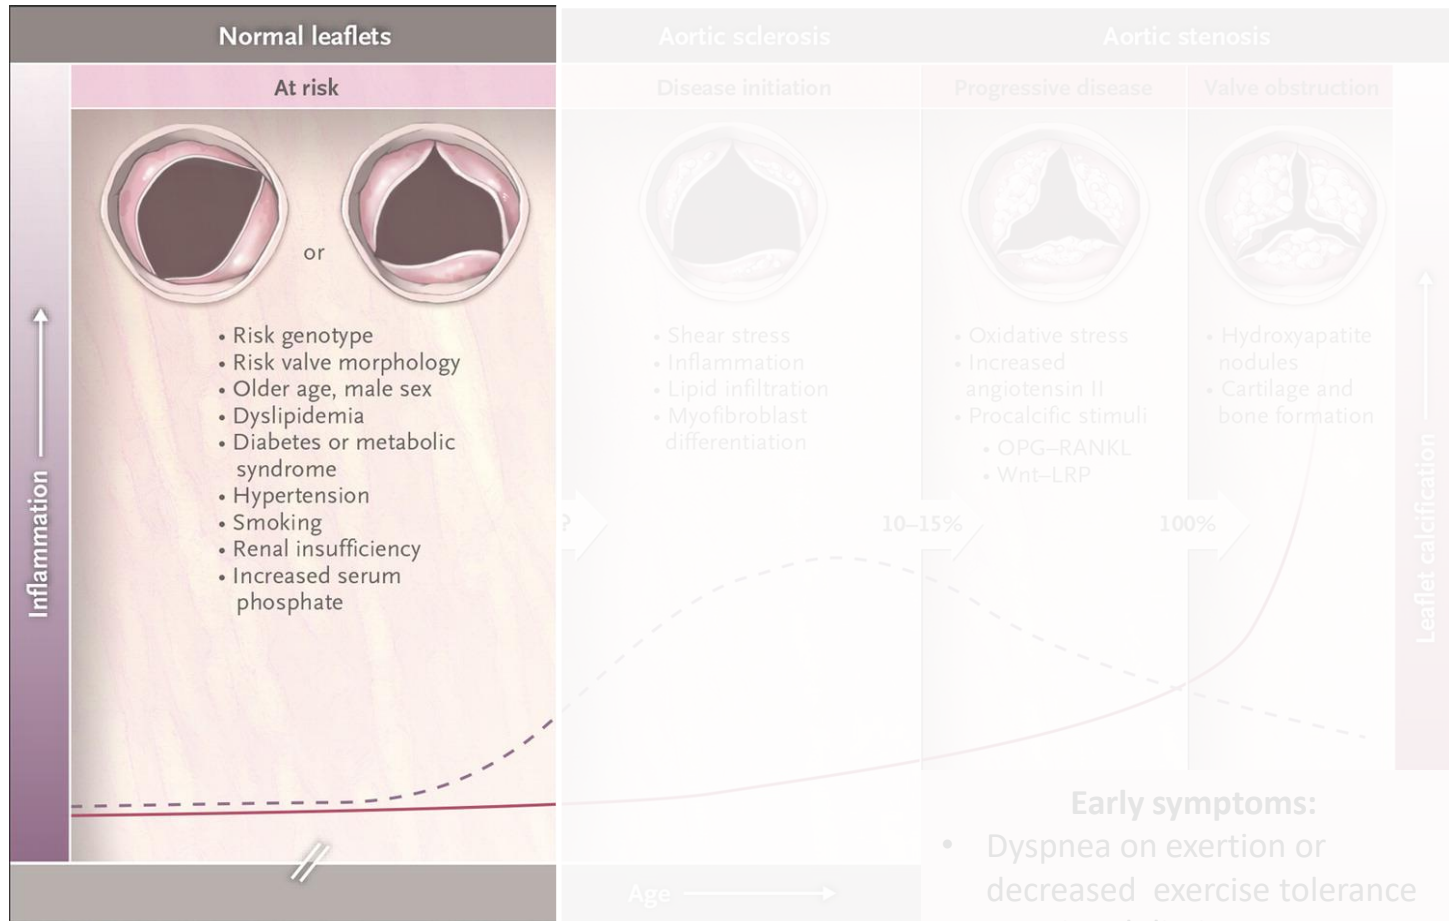 Normal leaflets
Aortic sclerosis
Aortic stenosis
At risk
Disease initiation
Progressive disease
Valve obstruction
or
• Risk genotype
• Risk valve morphology
• Older age, male sex
• Dyslipidemia
• Diabetes or metabolic
syndrome
• Hypertension
• Smoking
• Renal insufficiency
• Increased serum
phosphate
• Shear stress
• Inflammation
• Lipid infiltration
• Myofibroblast
differentiation
• Oxidative stress
• Increased
angiotensin II
• Procalcific stimuli
• OPG–RANKL
• Wnt–LRP
• Hydroxyapatite
nodules
• Cartilage and
bone formation
Inflammation
Leaflet calcification
?
10–15%
100%
Age
Early symptoms:
• Dyspnea on exertion or
decreased exercise tolerance